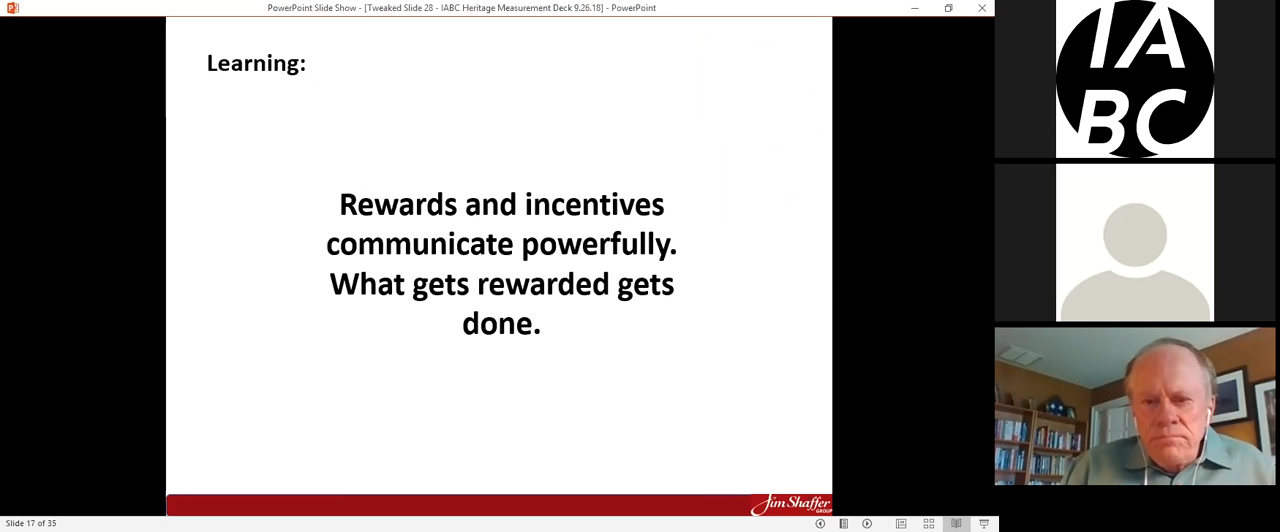 PowerPoint Slide Show - [Tweaked Slide 28 - IABC Heritage Measurement Deck 9.26.18] - PowerPoint
Learning:
Rewards and incentives
communicate powerfully.
What gets rewarded gets
done.
Jim Shaffer
GROUP
Slide 17 of 35
IA
BC